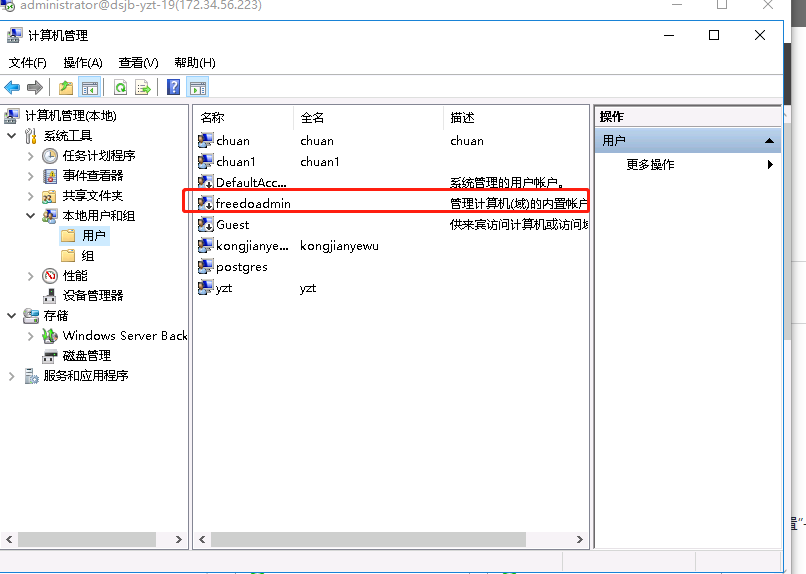 administrator@dsjb-yzt-19(172.34.56.223)
计算机管理
文件(F) 操作(A) 查看(V) 帮助(H)
计算机管理(本地)
系统工具
任务计划程序
事件查看器
共享文件夹
本地用户和组
用户
组
性能
设备管理器
存储
Windows Server Back
磁盘管理
服务和应用程序
名称 全名 描述
chuan chuan chuan
chuan1 chuan1
DefaultAcc... 系统管理的用户帐户。
freedoadmin 管理计算机(域)的内置帐户
Guest 供来宾访问计算机或访问域
kongjianye... kongjianyewu
postgres
yzt yzt
操作
用户
更多操作
置"-